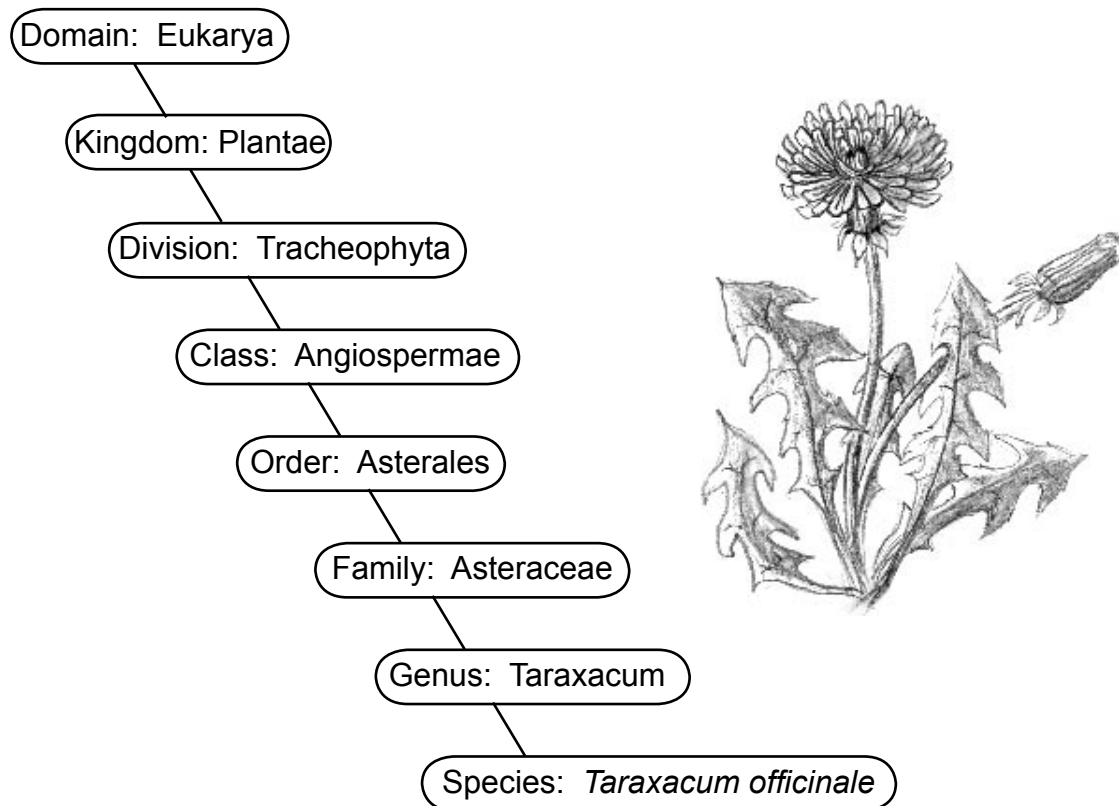 Domain: Eukarya
Kingdom: Plantae
Division: Tracheophyta
Class: Angiospermae
Order: Asterales
Family: Asteraceae
Genus: Taraxacum
Species: Taraxacum officinale